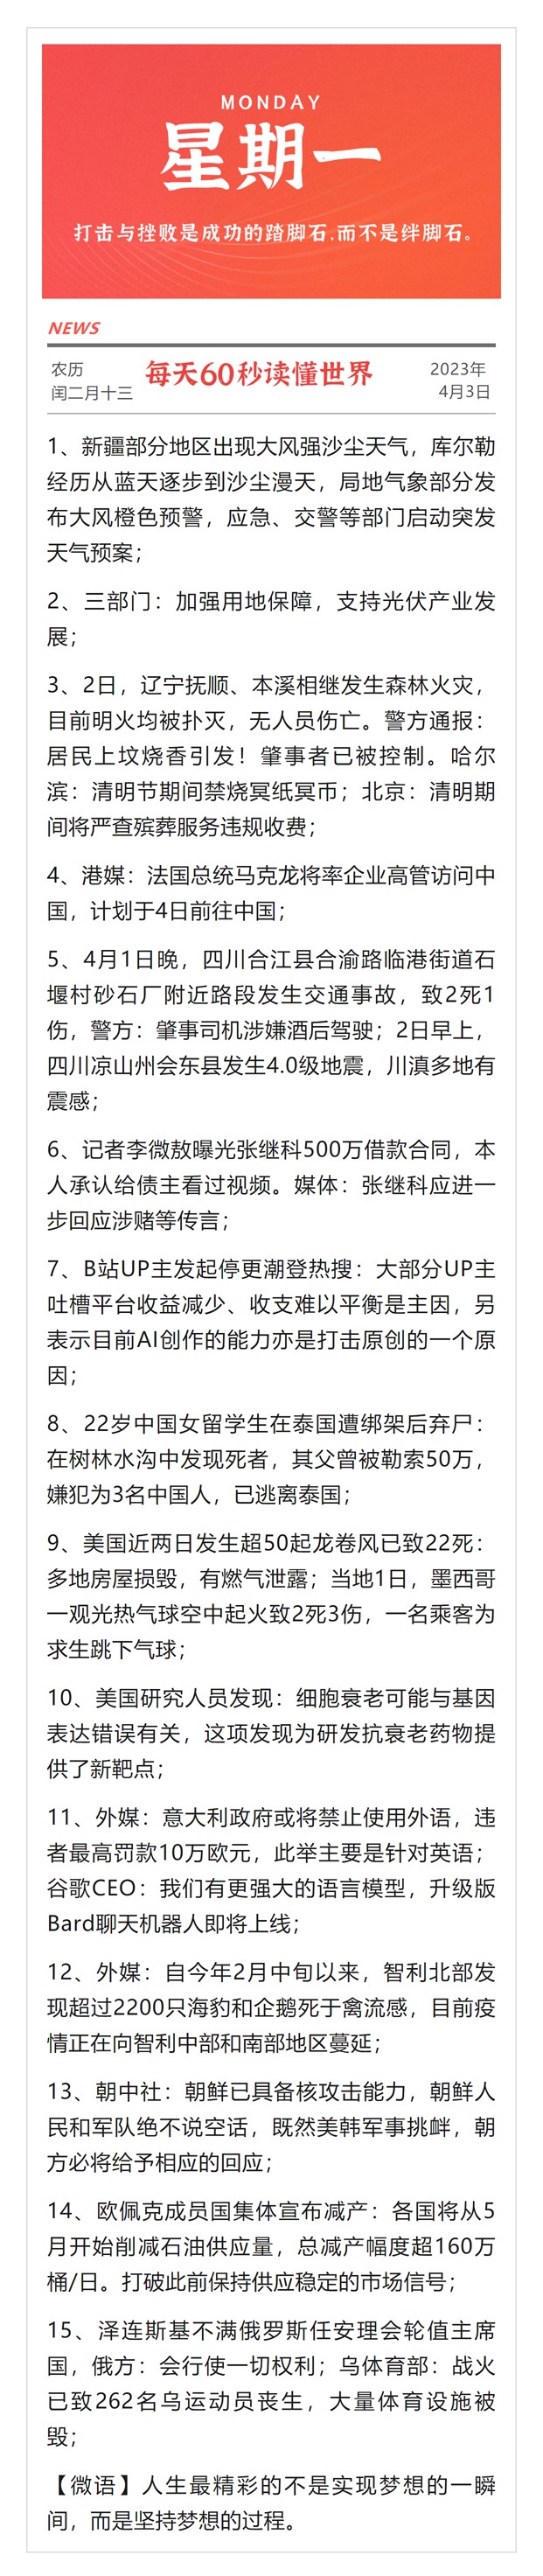 MONDAY
星期一
打击与挫败是成功的踏脚石,而不是绊脚石。
NEWS
农历
闰二月十三
每天60秒读懂世界
2023年
4月3日
1、新疆部分地区出现大风强沙尘天气，库尔勒
经历从蓝天逐步到沙尘漫天，局地气象部分发
布大风橙色预警，应急、交警等部门启动突发
天气预案；
2、三部门：加强用地保障，支持光伏产业发
展；
3、2日，辽宁抚顺、本溪相继发生森林火灾，
目前明火均被扑灭，无人员伤亡。警方通报：
居民上坟烧香引发！肇事者已被控制。哈尔
滨：清明节期间禁烧冥纸冥币；北京：清明期
间将严查殡葬服务违规收费；
4、港媒：法国总统马克龙将率企业高管访问中
国，计划于4日前往中国；
5、4月1日晚，四川合江县合渝路临港街道石
堰村砂石厂附近路段发生交通事故，致2死1
伤，警方：肇事司机涉嫌酒后驾驶；2日早上，
四川凉山州会东县发生4.0级地震，川滇多地有
震感；
6、记者李微敖曝光张继科500万借款合同，本
人承认给债主看过视频。媒体：张继科应进一
步回应涉赌等传言；
7、B站UP主发起停更潮登热搜：大部分UP主
吐槽平台收益减少、收支难以平衡是主因，另
表示目前AI创作的能力亦是打击原创的一个原
因；
8、22岁中国女留学生在泰国遭绑架后弃尸：
在树林水沟中发现死者，其父曾被勒索50万，
嫌犯为3名中国人，已逃离泰国；
9、美国近两日发生超50起龙卷风已致22死：
多地房屋损毁，有燃气泄露；当地1日，墨西哥
一观光热气球空中起火致2死3伤，一名乘客为
求生跳下气球；
10、美国研究人员发现：细胞衰老可能与基因
表达错误有关，这项发现为研发抗衰老药物提
供了新靶点；
11、外媒：意大利政府或将禁止使用外语，违
者最高罚款10万欧元，此举主要是针对英语；
谷歌CEO：我们有更强大的语言模型，升级版
Bard聊天机器人即将上线；
12、外媒：自今年2月中旬以来，智利北部发
现超过2200只海豹和企鹅死于禽流感，目前疫
情正在向智利中部和南部地区蔓延；
13、朝中社：朝鲜已具备核攻击能力，朝鲜人
民和军队绝不说空话，既然美韩军事挑衅，朝
方必将给予相应的回应；
14、欧佩克成员国集体宣布减产：各国将从5
月开始削减石油供应量，总减产幅度超160万
桶/日。打破此前保持供应稳定的市场信号；
15、泽连斯基不满俄罗斯任安理会轮值主席
国，俄方：会行使一切权利；乌体育部：战火
已致262名乌运动员丧生，大量体育设施被
毁；
【微语】人生最精彩的不是实现梦想的一瞬
间，而是坚持梦想的过程。